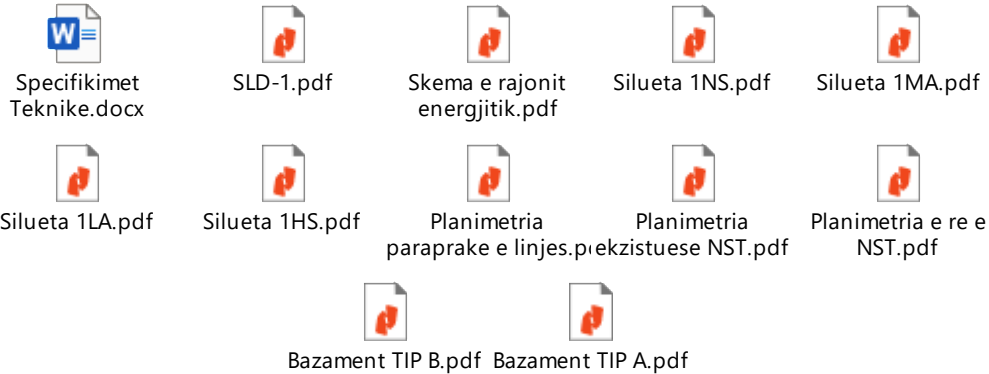 W
Specifikimet
Teknike.docx
SLD-1.pdf
Skema e rajonit
energjitik.pdf
Silueta 1NS.pdf
Silueta 1MA.pdf
Silueta 1LA.pdf
Silueta 1HS.pdf
Planimetria
paraprake e linjes.p
Planimetria
ekzistuese NST.pdf
Planimetria e re e
NST.pdf
Bazament TIP B.pdf
Bazament TIP A.pdf